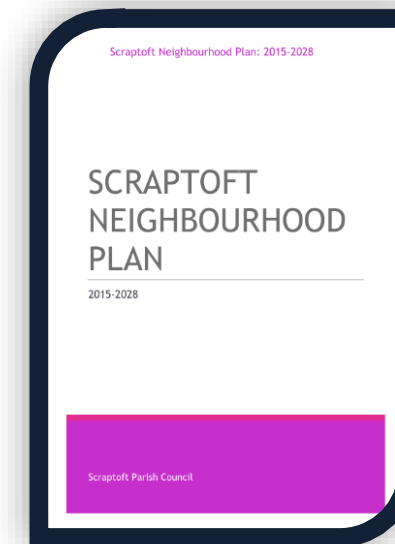 Scraptoft Neighbourhood Plan: 2015-2028
SCRAPTOFT
NEIGHBOURHOOD
PLAN
2015-2028
Scraptoft Parish Council